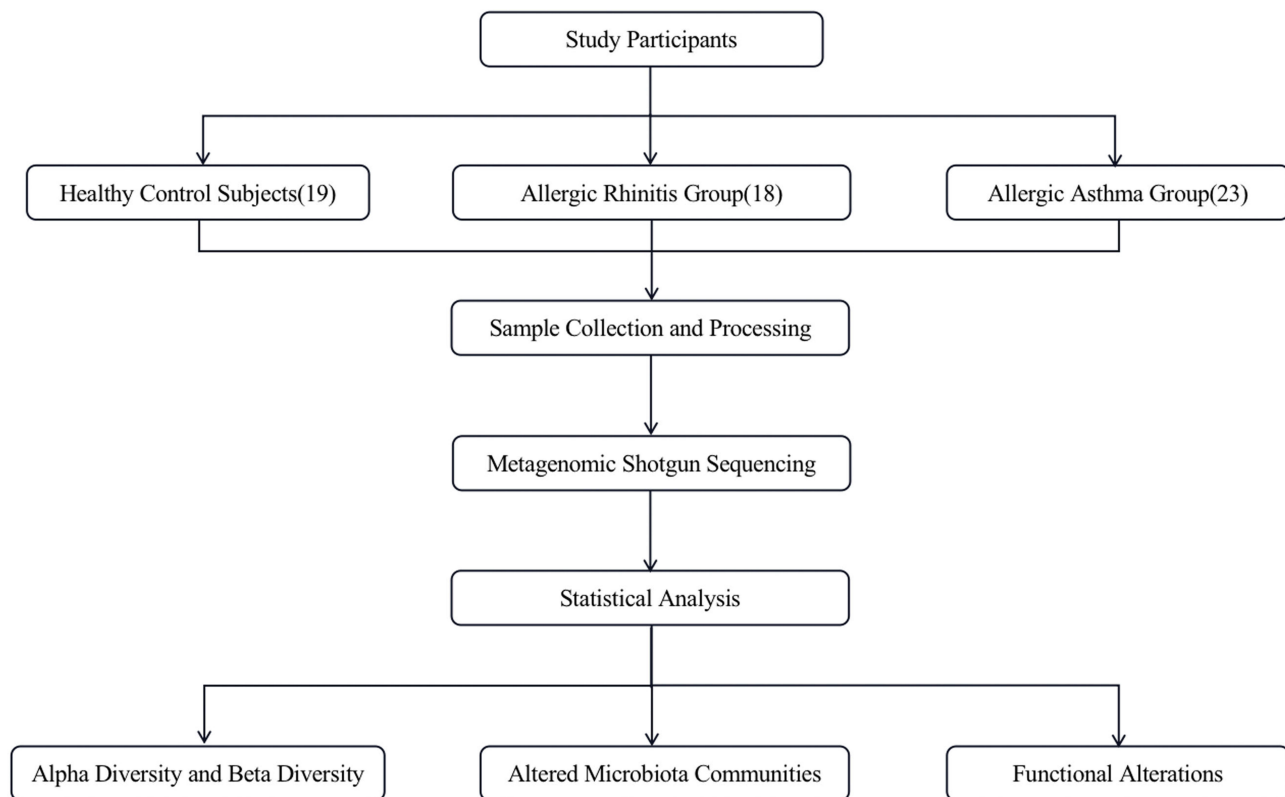 Study Participants
Healthy Control Subjects(19)
Allergic Rhinitis Group(18)
Allergic Asthma Group(23)
Sample Collection and Processing
Metagenomic Shotgun Sequencing
Statistical Analysis
Alpha Diversity and Beta Diversity
Altered Microbiota Communities
Functional Alterations